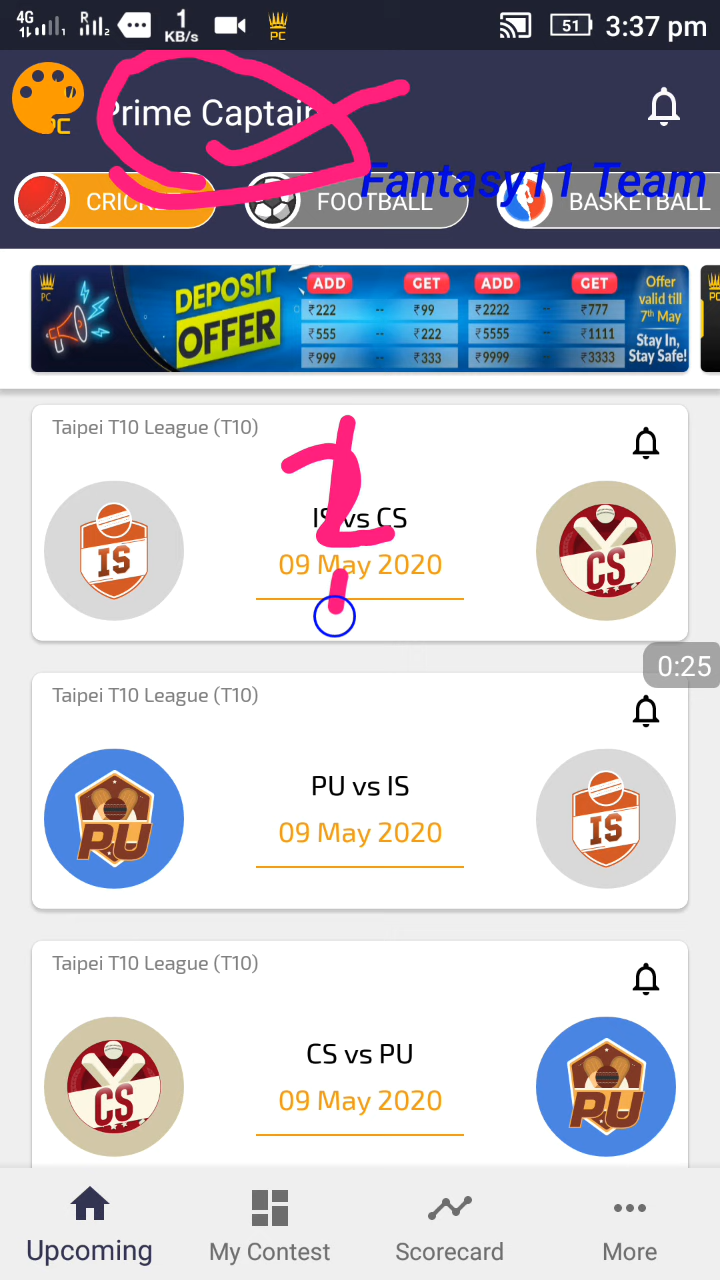 4G R 1 KB/s PC 51 3:37 pm
PC Prime Captain
Fantasy11 Team
CRICKET FOOTBALL BASKETBALL
PC DEPOSIT OFFER
ADD GET ADD GET
₹222 -- ₹99 ₹2222 -- ₹777
₹555 -- ₹222 ₹5555 -- ₹1111
₹999 -- ₹333 ₹9999 -- ₹3333
Offer
valid till
7th May
Stay In,
Stay Safe!
Taipei T10 League (T10)
IS vs CS
09 May 2020
IS
CS
0:25
Taipei T10 League (T10)
PU vs IS
09 May 2020
PU
IS
Taipei T10 League (T10)
CS vs PU
09 May 2020
CS
PU
Upcoming My Contest Scorecard More